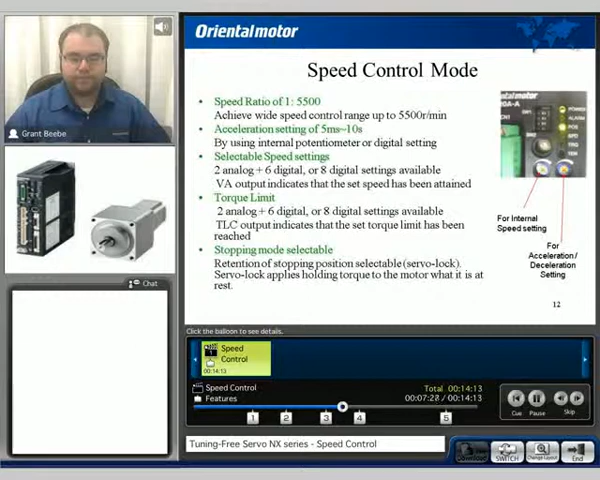 Orientalmotor
Speed Control Mode
Grant Beebe
• Speed Ratio of 1: 5500
Achieve wide speed control range up to 5500r/min
• Acceleration setting of 5ms~10s
By using internal potentiometer or digital setting
• Selectable Speed settings
2 analog + 6 digital, or 8 digital settings available
VA output indicates that the set speed has been attained
• Torque Limit
2 analog + 6 digital, or 8 digital settings available
TLC output indicates that the set torque limit has been
reached
• Stopping mode selectable
Retention of stopping position selectable (servo-lock).
Servo-lock applies holding torque to the motor what it is at
rest.
For Internal
Speed setting
For
Acceleration/
Deceleration
Setting
12
Chat
Click the balloon to see details.
Speed
Control
00:14:13
Speed Control
Features
Total 00:14:13
00:07:28 / 00:14:13
1 2 3 4 5
Cue Pause Skip
Tuning-Free Servo NX series - Speed Control
Download SWITCH Change Layout End